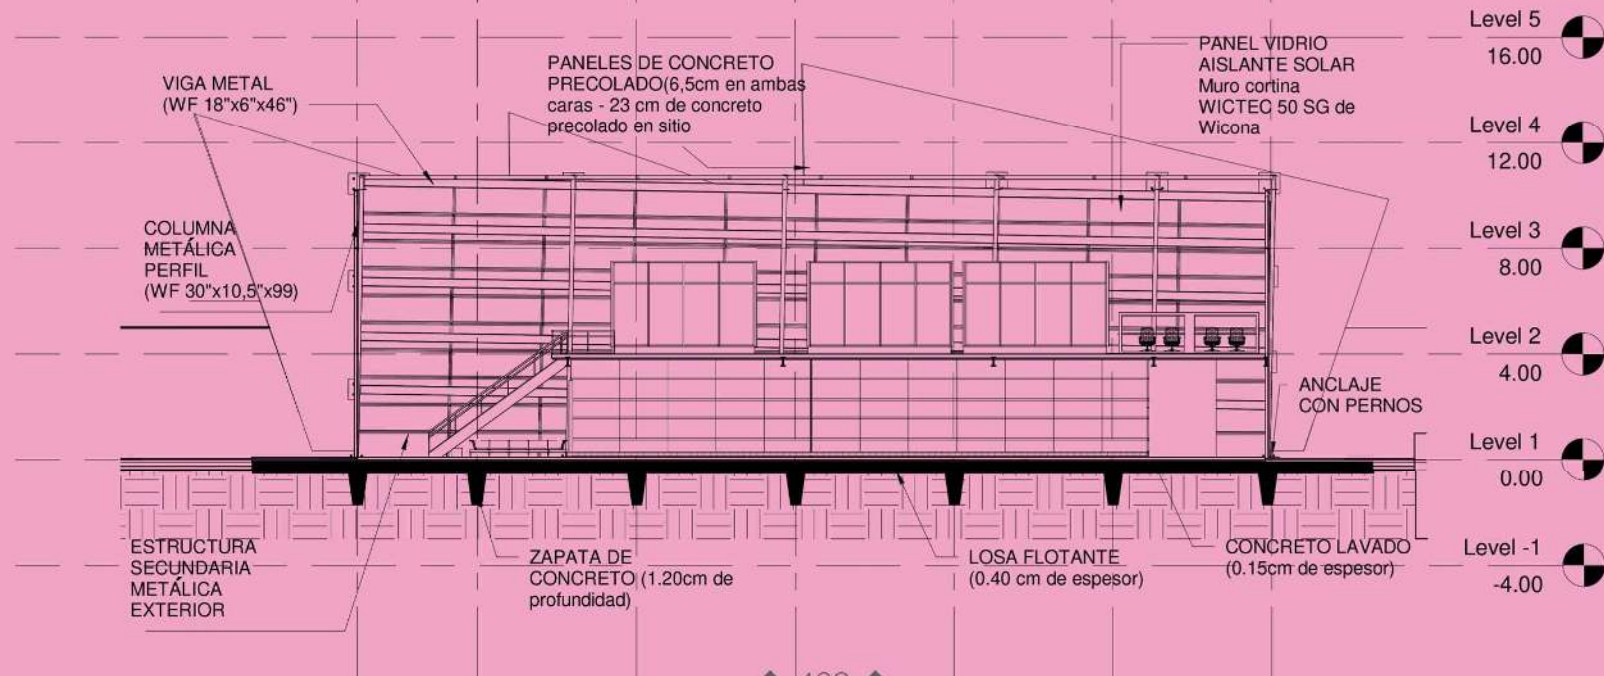 Level 5
16.00
PANEL VIDRIO
AISLANTE SOLAR
Muro cortina
WICTEC 50 SG de
Wicona
PANELES DE CONCRETO
PRECOLADO(6,5cm en ambas
caras - 23 cm de concreto
precolado en sitio
VIGA METAL
(WF 18"x6"x46")
Level 4
12.00
COLUMNA
METÁLICA
PERFIL
(WF 30"x10,5"x99)
Level 3
8.00
Level 2
4.00
ANCLAJE
CON PERNOS
Level 1
0.00
ESTRUCTURA
SECUNDARIA
METÁLICA
EXTERIOR
ZAPATA DE
CONCRETO (1.20cm de
profundidad)
LOSA FLOTANTE
(0.40 cm de espesor)
CONCRETO LAVADO
(0.15cm de espesor)
Level -1
-4.00